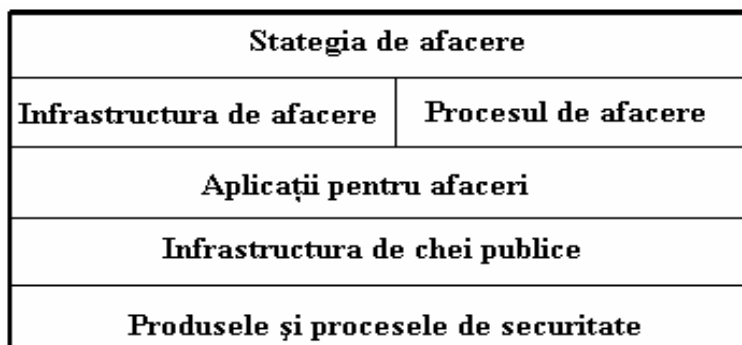 Stategia de afacere
Infrastructura de afacere Procesul de afacere
Aplicații pentru afaceri
Infrastructura de chei publice
Produsele și procesele de securitate